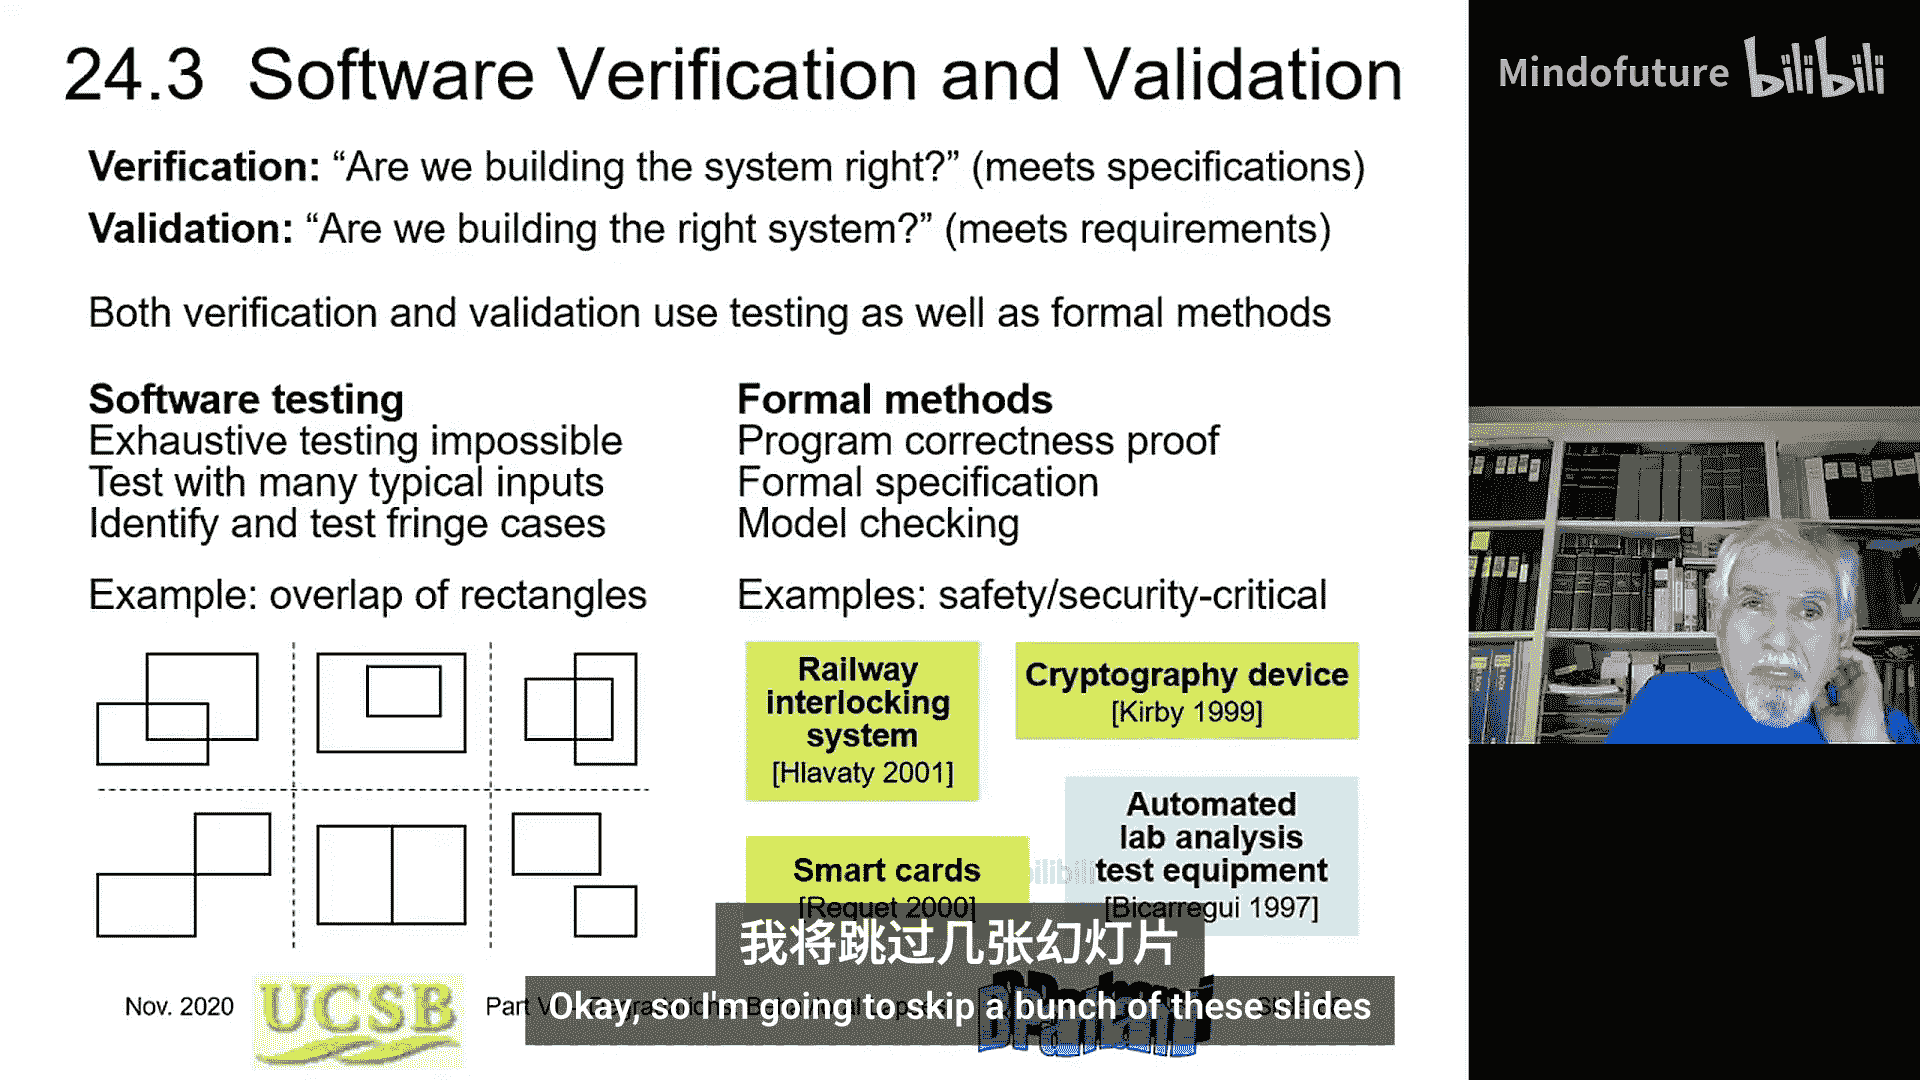 24.3 Software Verification and Validation
Mindofuture bilibili
Verification: “Are we building the system right?” (meets specifications)
Validation: “Are we building the right system?” (meets requirements)
Both verification and validation use testing as well as formal methods
Software testing
Exhaustive testing impossible
Test with many typical inputs
Identify and test fringe cases
Example: overlap of rectangles
Formal methods
Program correctness proof
Formal specification
Model checking
Examples: safety/security-critical
Railway
interlocking
system
[Hlavaty 2001]
Cryptography device
[Kirby 1999]
Smart cards
[Requet 2000]
Automated
lab analysis
test equipment
[Bicarregui 1997]
bilibili
我将跳过几张幻灯片
Okay, so I'm going to skip a bunch of these slides
Nov. 2020
UCSB
Part
B. Parhami